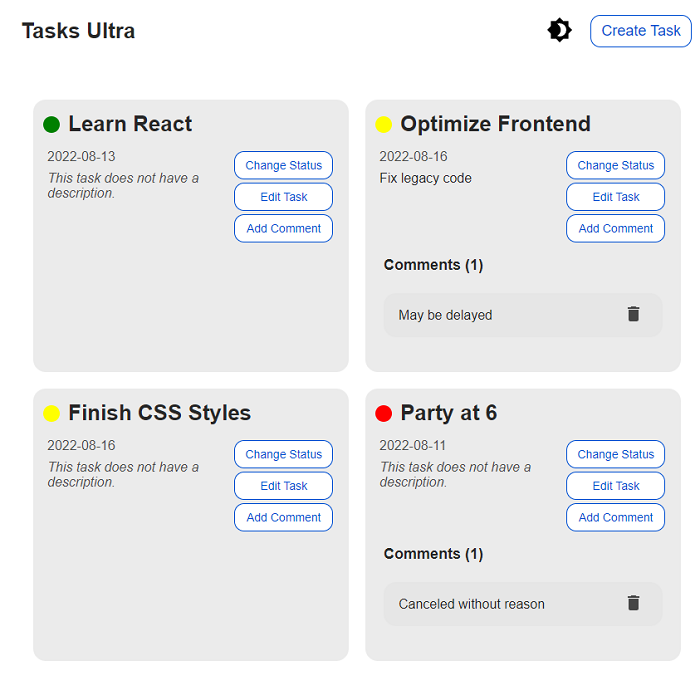 Tasks Ultra
Create Task
Learn React
2022-08-13
This task does not have a
description.
Change Status
Edit Task
Add Comment
Optimize Frontend
2022-08-16
Fix legacy code
Change Status
Edit Task
Add Comment
Comments (1)
May be delayed
Finish CSS Styles
2022-08-16
This task does not have a
description.
Change Status
Edit Task
Add Comment
Party at 6
2022-08-11
This task does not have a
description.
Change Status
Edit Task
Add Comment
Comments (1)
Canceled without reason